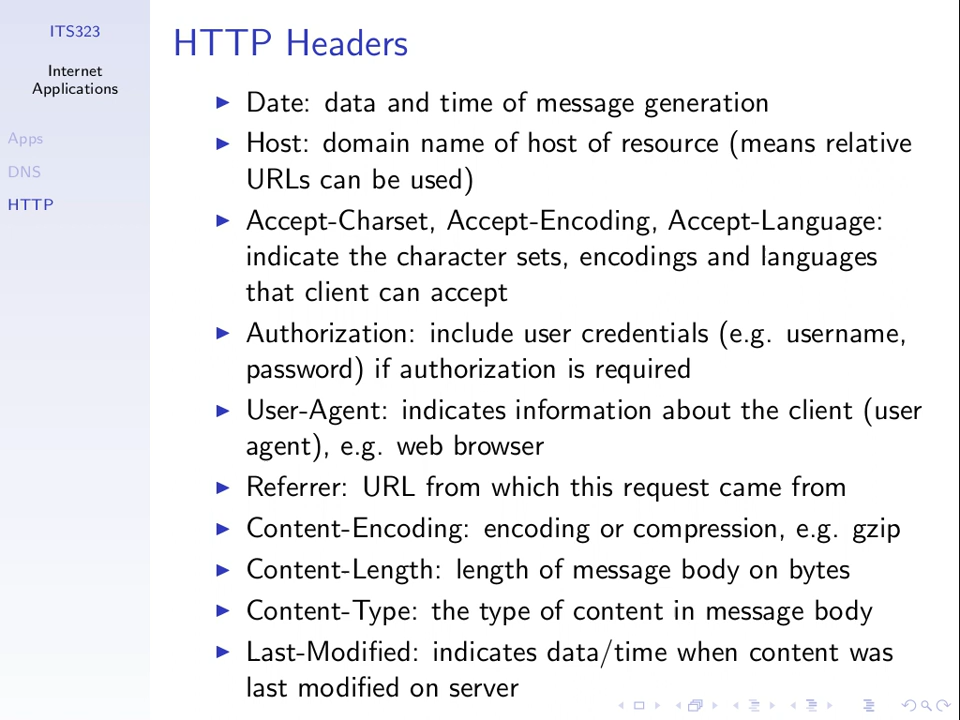 ITS323
Internet
Applications
Apps
DNS
HTTP
HTTP Headers
Date: data and time of message generation
Host: domain name of host of resource (means relative
URLs can be used)
Accept-Charset, Accept-Encoding, Accept-Language:
indicate the character sets, encodings and languages
that client can accept
Authorization: include user credentials (e.g. username,
password) if authorization is required
User-Agent: indicates information about the client (user
agent), e.g. web browser
Referrer: URL from which this request came from
Content-Encoding: encoding or compression, e.g. gzip
Content-Length: length of message body on bytes
Content-Type: the type of content in message body
Last-Modified: indicates data/time when content was
last modified on server